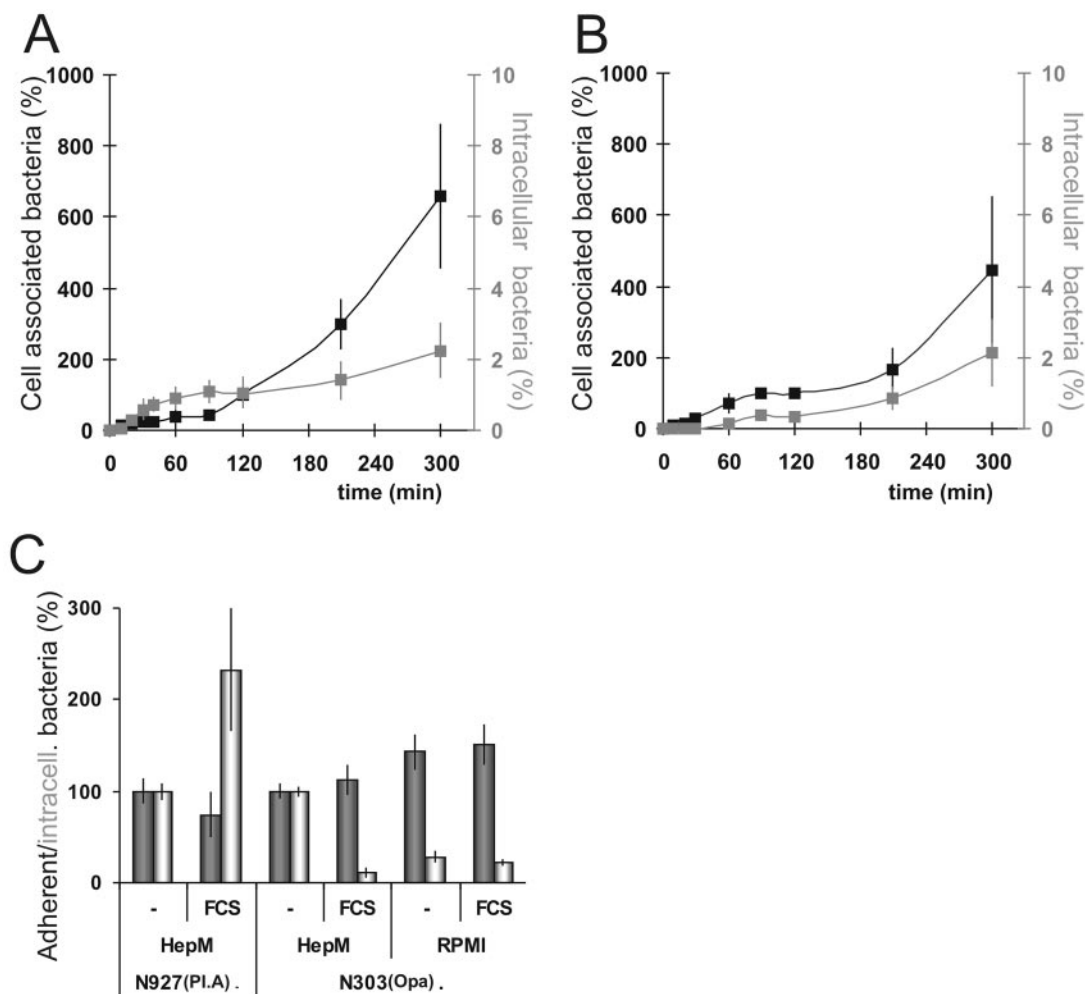 A
B
Cell associated bacteria (%)
1000
800
600
400
200
0
10
8
6
4
2
0
Intracellular bacteria (%)
0 60 120 180 240 300
time (min)
Cell associated bacteria (%)
1000
800
600
400
200
0
10
8
6
4
2
0
Intracellular bacteria (%)
0 60 120 180 240 300
time (min)
C
Adherent/intracell. bacteria (%)
300
200
100
0
- FCS - FCS - FCS
HepM HepM RPMI
N927(PI.A) . N303(Opa) .